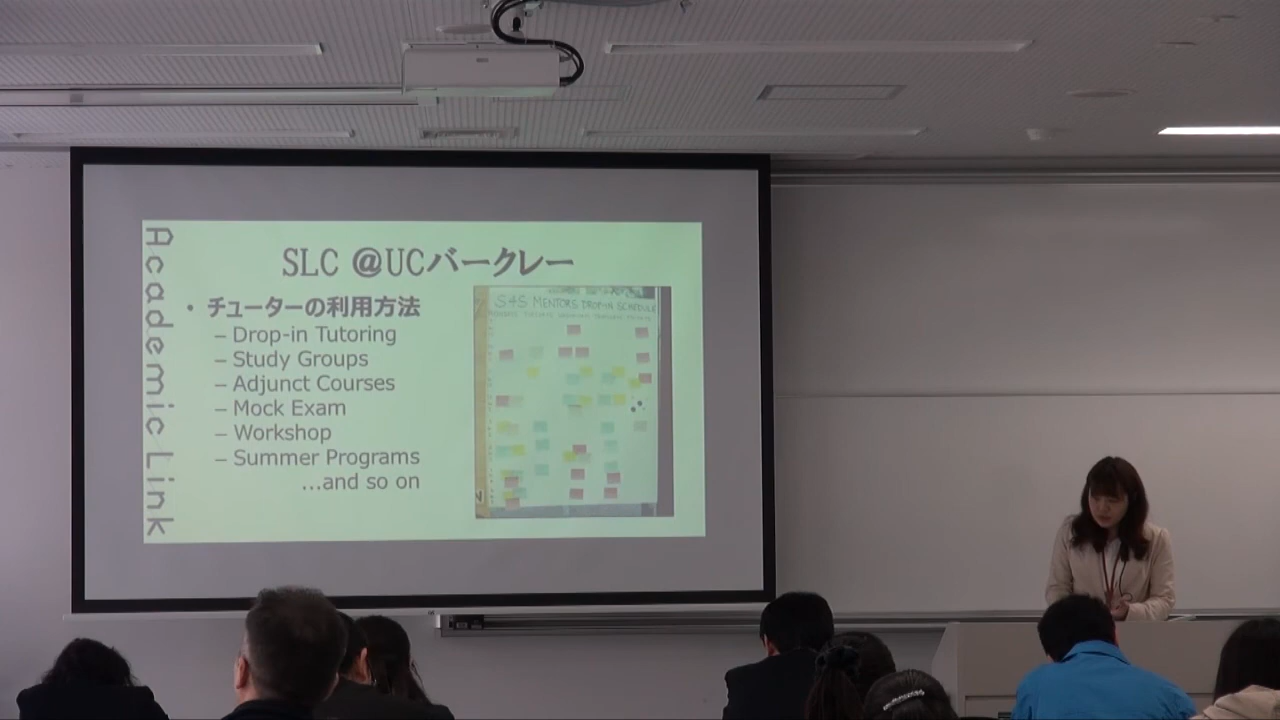 Academic Link
SLC @UCバークレー
• チューターの利用方法
– Drop-in Tutoring
– Study Groups
– Adjunct Courses
– Mock Exam
– Workshop
– Summer Programs
...and so on
S4S MENTORS DROP-IN SCHEDULE